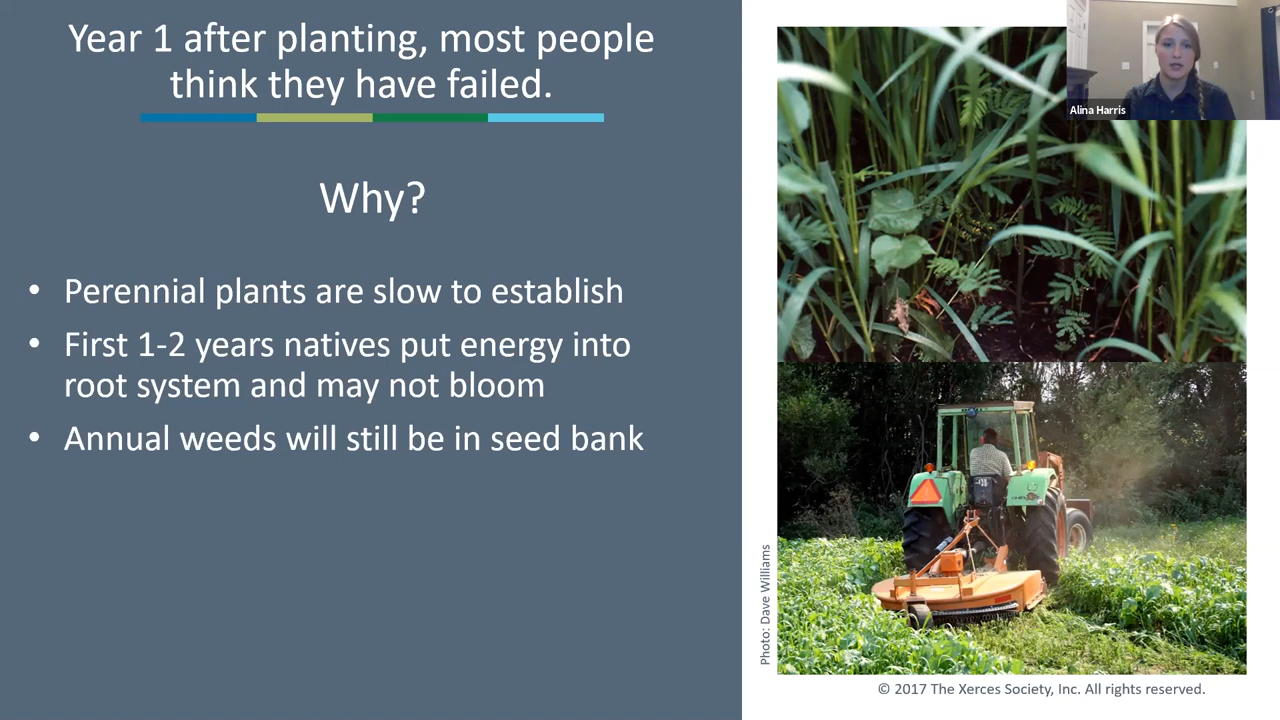 Year 1 after planting, most people
think they have failed.
Why?
• Perennial plants are slow to establish
• First 1-2 years natives put energy into
root system and may not bloom
• Annual weeds will still be in seed bank
Alina Harris
Photo: Dave Williams
© 2017 The Xerces Society, Inc. All rights reserved.